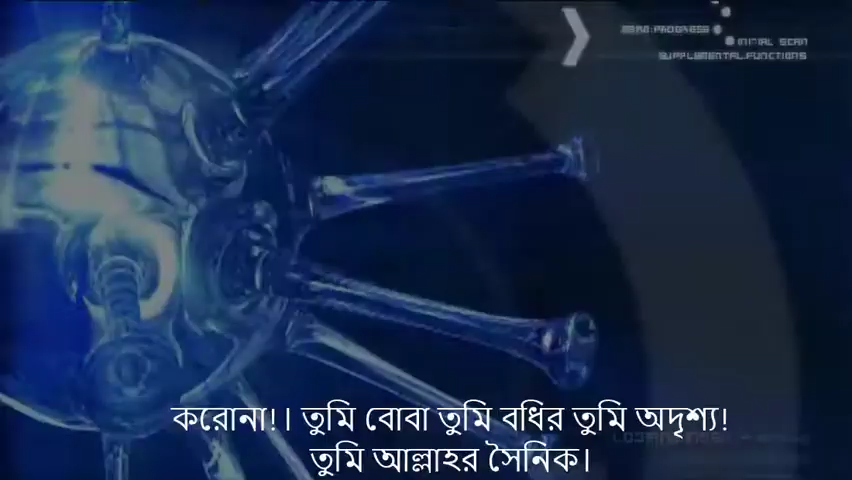 INITIAL SCAN
SUPPLEMENTAL.FUNCTIONS
করোনা!। তুমি বোবা তুমি বধির তুমি অদৃশ্য!
তুমি আল্লাহর সৈনিক।